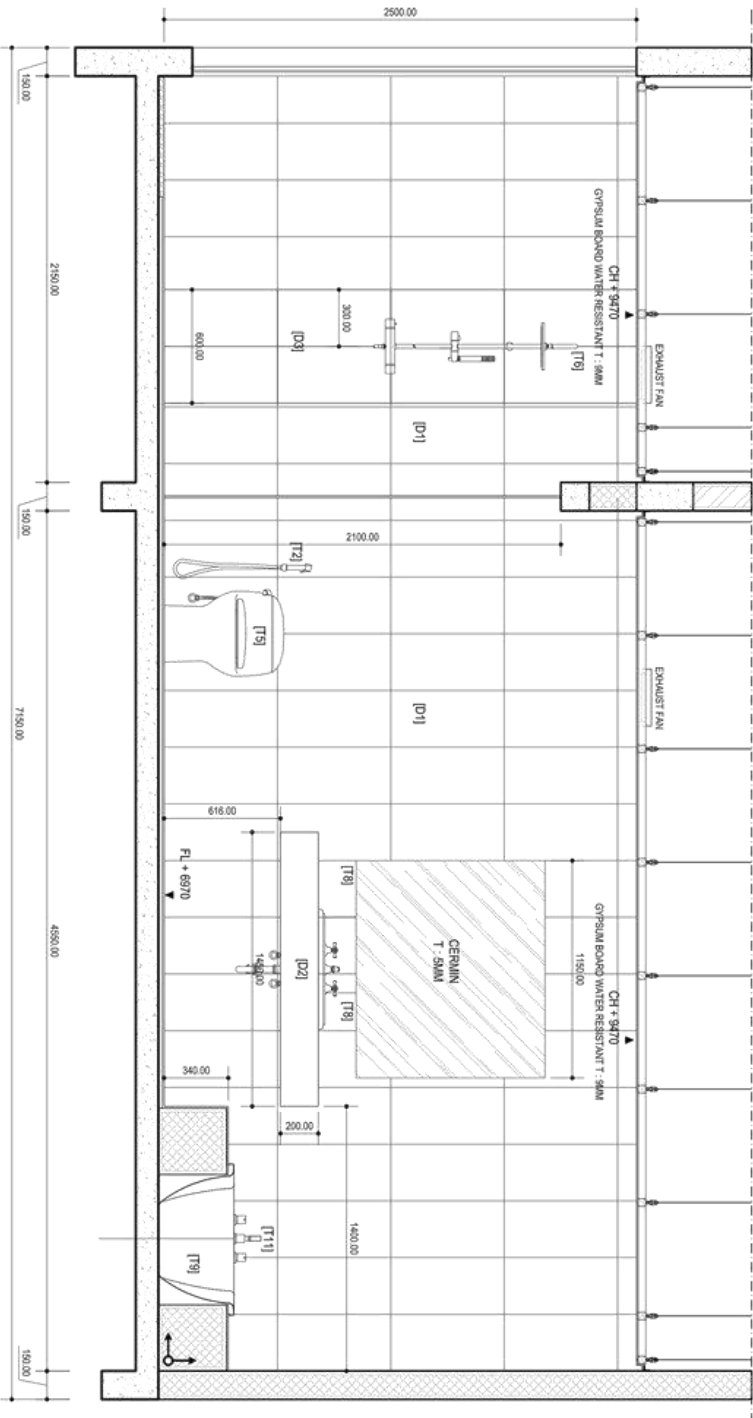 2500.00
150.00
2150.00
150.00
7150.00
4550.00
150.00
GYPSUM BOARD WATER RESISTANT T : 9MM
CH + 9470
EXHAUST FAN
[T6]
300.00
[D3]
600.00
[D1]
2100.00
[T2]
[T5]
EXHAUST FAN
[D1]
616.00
FL + 6970
GYPSUM BOARD WATER RESISTANT T : 9MM
CH + 9470
1150.00
CERMIN
T : 5MM
[T8]
[T8]
[D2]
1450.00
340.00
200.00
1400.00
[T11]
[T9]